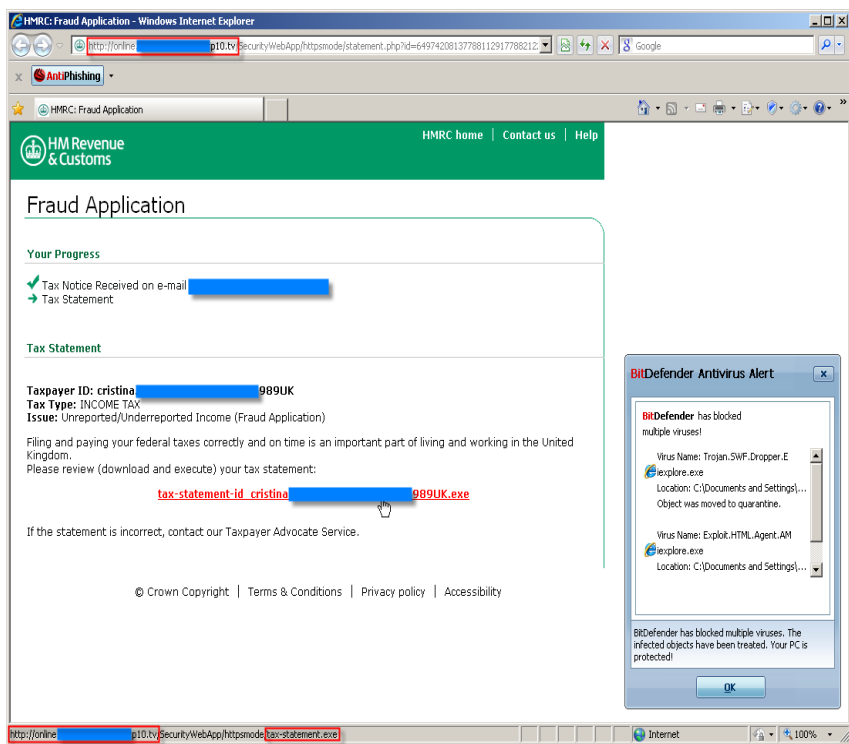 HMRC: Fraud Application - Windows Internet Explorer
http://online p10.tv/SecurityWebApp/httpsmode/statement.php?id=64974208137788112917788212
Google
x AntiPhishing
HMRC: Fraud Application
HM Revenue
& Customs
HMRC home | Contact us | Help
Fraud Application
Your Progress
Tax Notice Received on e-mail
Tax Statement
Tax Statement
Taxpayer ID: cristina 989UK
Tax Type: INCOME TAX
Issue: Unreported/Underreported Income (Fraud Application)
Filing and paying your federal taxes correctly and on time is an important part of living and working in the United
Kingdom.
Please review (download and execute) your tax statement:
tax-statement-id_cristina 989UK.exe
If the statement is incorrect, contact our Taxpayer Advocate Service.
© Crown Copyright | Terms & Conditions | Privacy policy | Accessibility
BitDefender Antivirus Alert x
BitDefender has blocked
multiple viruses!
Virus Name: Trojan.SWF.Dropper.E
iexplore.exe
Location: C:\Documents and Settings\...
Object was moved to quarantine.
Virus Name: Exploit.HTML.Agent.AM
iexplore.exe
Location: C:\Documents and Settings\...
BitDefender has blocked multiple viruses. The
infected objects have been treated. Your PC is
protected!
OK
http://online p10.tv/SecurityWebApp/httpsmode/tax-statement.exe
Internet
100%